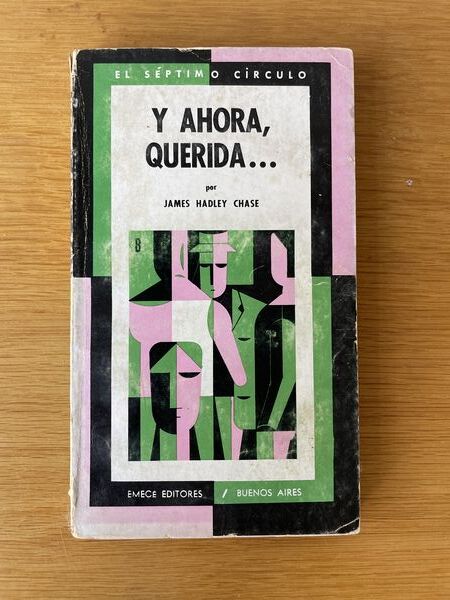 EL SÉPTIMO CÍRCULO
Y AHORA,
QUERIDA...
por
JAMES HADLEY CHASE
EMECE EDITORES / BUENOS AIRES